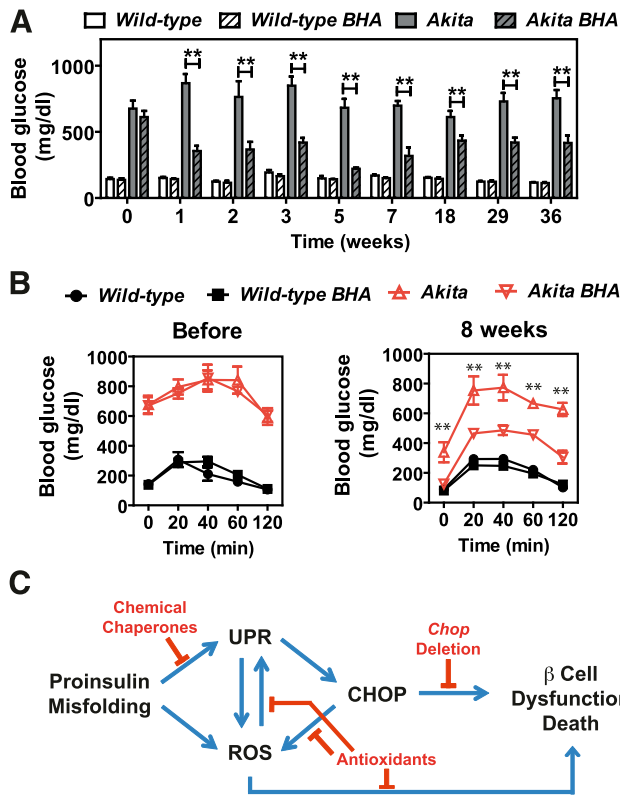 A
Wild-type Wild-type BHA Akita Akita BHA
Blood glucose
(mg/dl)
1000
500
0
** ** ** ** ** ** ** **
0 1 2 3 5 7 18 29 36
Time (weeks)
B
Wild-type Wild-type BHA Akita Akita BHA
Before
Blood glucose
(mg/dl)
1000
800
600
400
200
0
0 20 40 60 120
Time (min)
8 weeks
Blood glucose
(mg/dl)
1000
800
600
400
200
0
** ** ** ** **
0 20 40 60 120
Time (min)
C
Chemical
Chaperones
UPR
Chop
Deletion
Proinsulin
Misfolding
CHOP
β Cell
Dysfunction
Death
ROS
Antioxidants